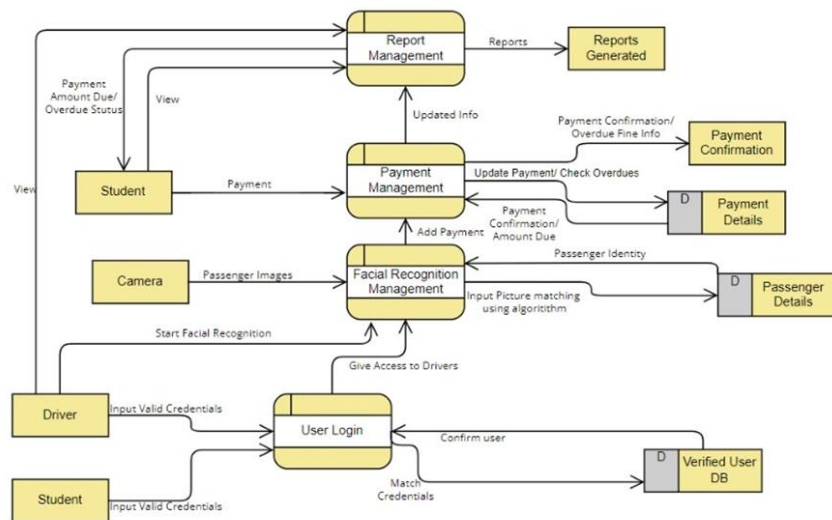 Report
Management
Reports
Reports
Generated
Payment
Amount Due/
Overdue Stutus
View
Updated Info
Payment Confirmation/
Overdue Fine Info
Payment
Confirmation
View
Student
Payment
Payment
Management
Update Payment/ Check Overdues
D
Payment
Details
Payment
Confirmation/
Amount Due
Add Payment
Passenger Identity
Camera
Passenger Images
Facial Recognition
Management
Input Picture matching
using algoritithm
D
Passenger
Details
Start Facial Recognition
Give Access to Drivers
Driver
Input Valid Credentials
User Login
Confirm user
D
Verified User
DB
Match
Credentials
Student
Input Valid Credentials